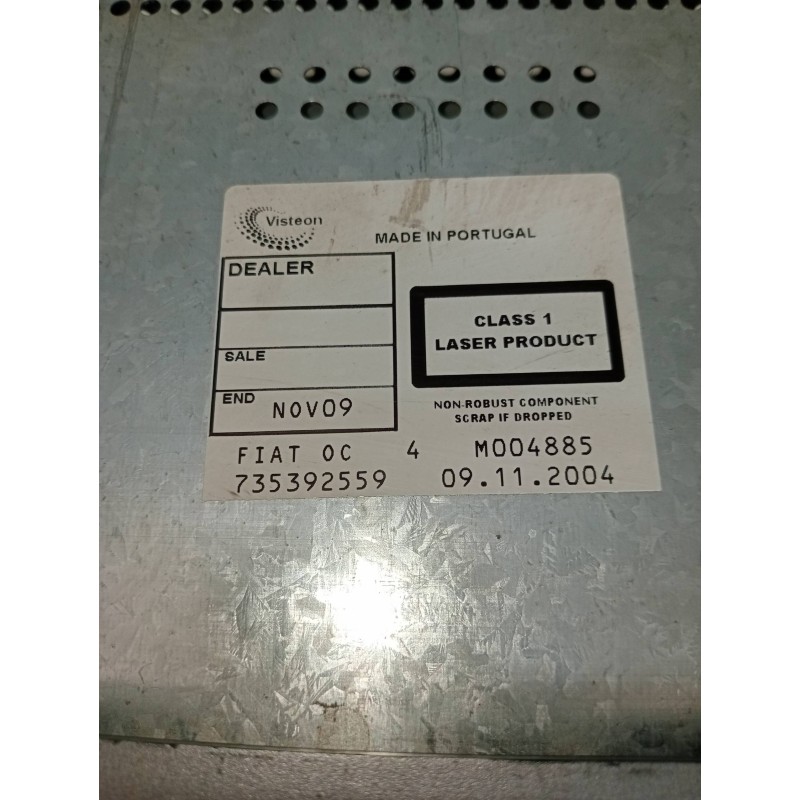 Visteon
MADE IN PORTUGAL
DEALER
SALE
END NOV09
CLASS 1
LASER PRODUCT
NON-ROBUST COMPONENT
SCRAP IF DROPPED
FIAT OC 4 M004885
735392559 09.11.2004